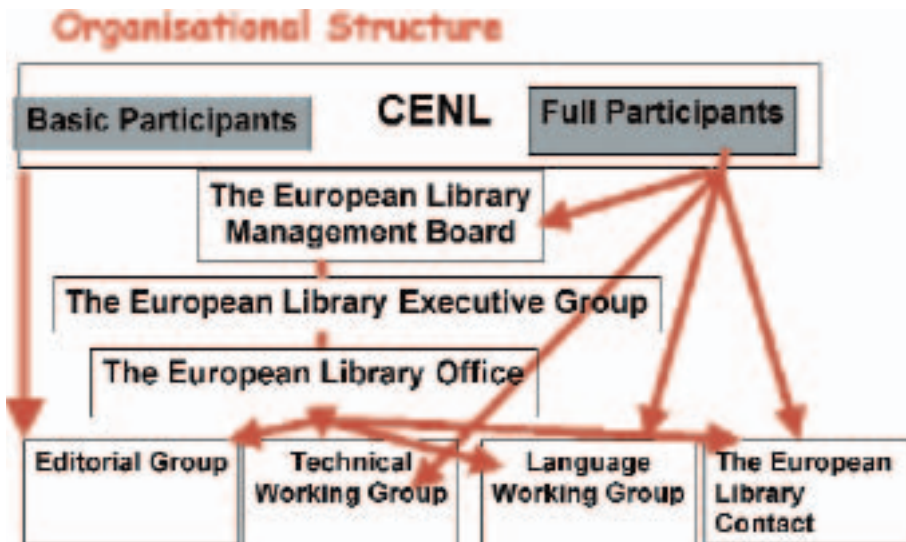 Organisational Structure
Basic Participants
CENL
Full Participants
The European Library
Management Board
The European Library Executive Group
The European Library Office
Editorial Group
Technical
Working Group
Language
Working Group
The European
Library
Contact